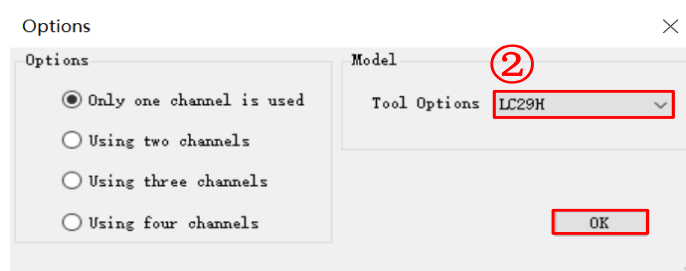 Options
Options
Only one channel is used
Using two channels
Using three channels
Using four channels
Model
②
Tool Options LC29H
OK